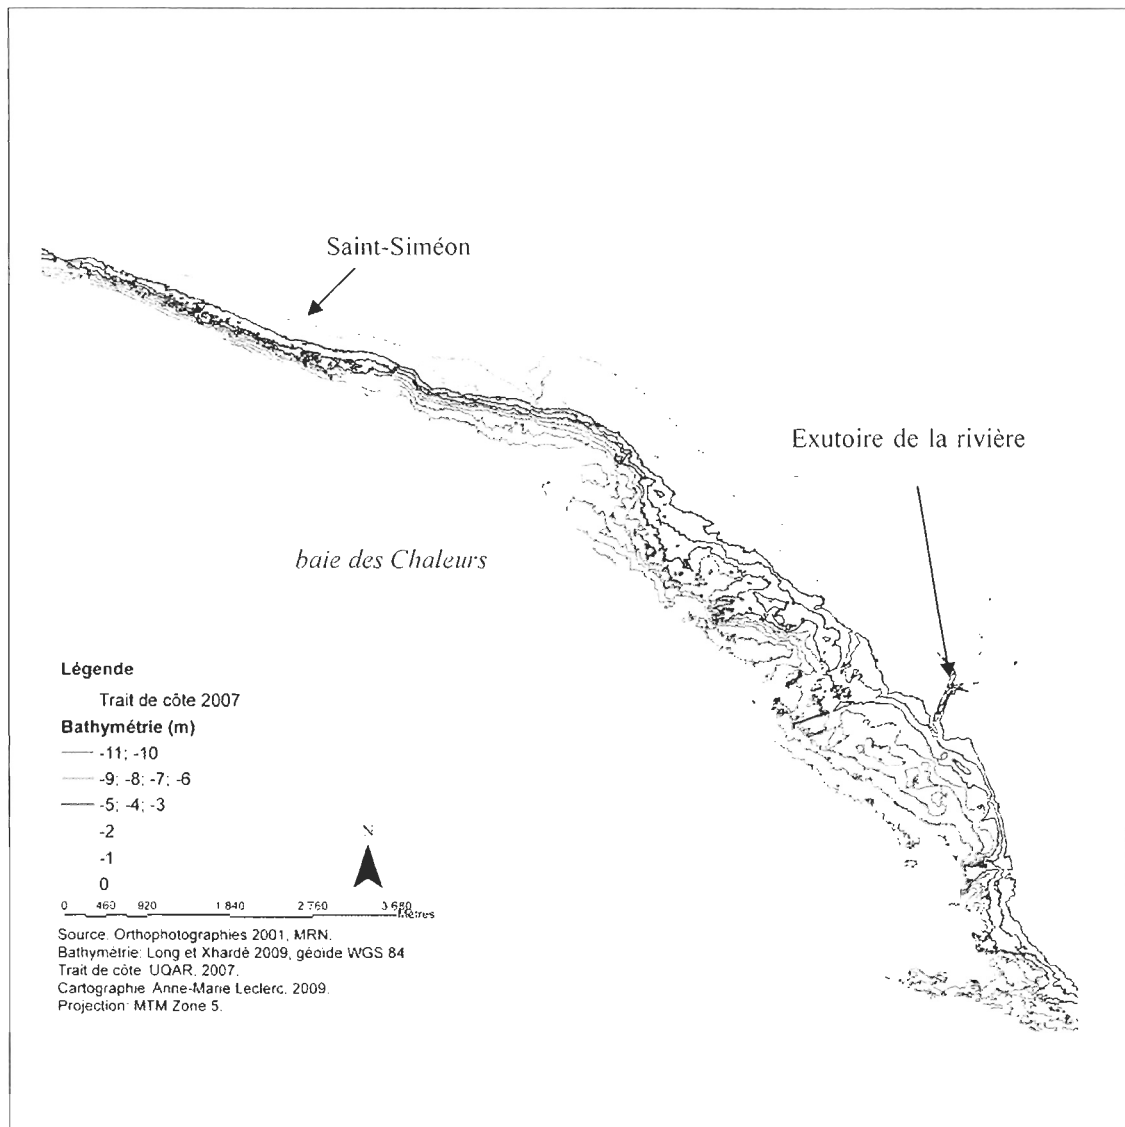 Saint-Siméon
Exutoire de la rivière
baie des Chaleurs
Légende
Trait de côte 2007
Bathymétrie (m)
-11; -10
-9; -8; -7; -6
-5; -4; -3
-2
-1
0
N
0 460 920 1 840 2 760 3 680
Mètres
Source. Orthophotographies 2001, MRN.
Bathymétrie: Long et Xhardé 2009, géoide WGS 84
Trait de côte UQAR, 2007.
Cartographie Anne-Marie Leclerc, 2009.
Projection: MTM Zone 5.